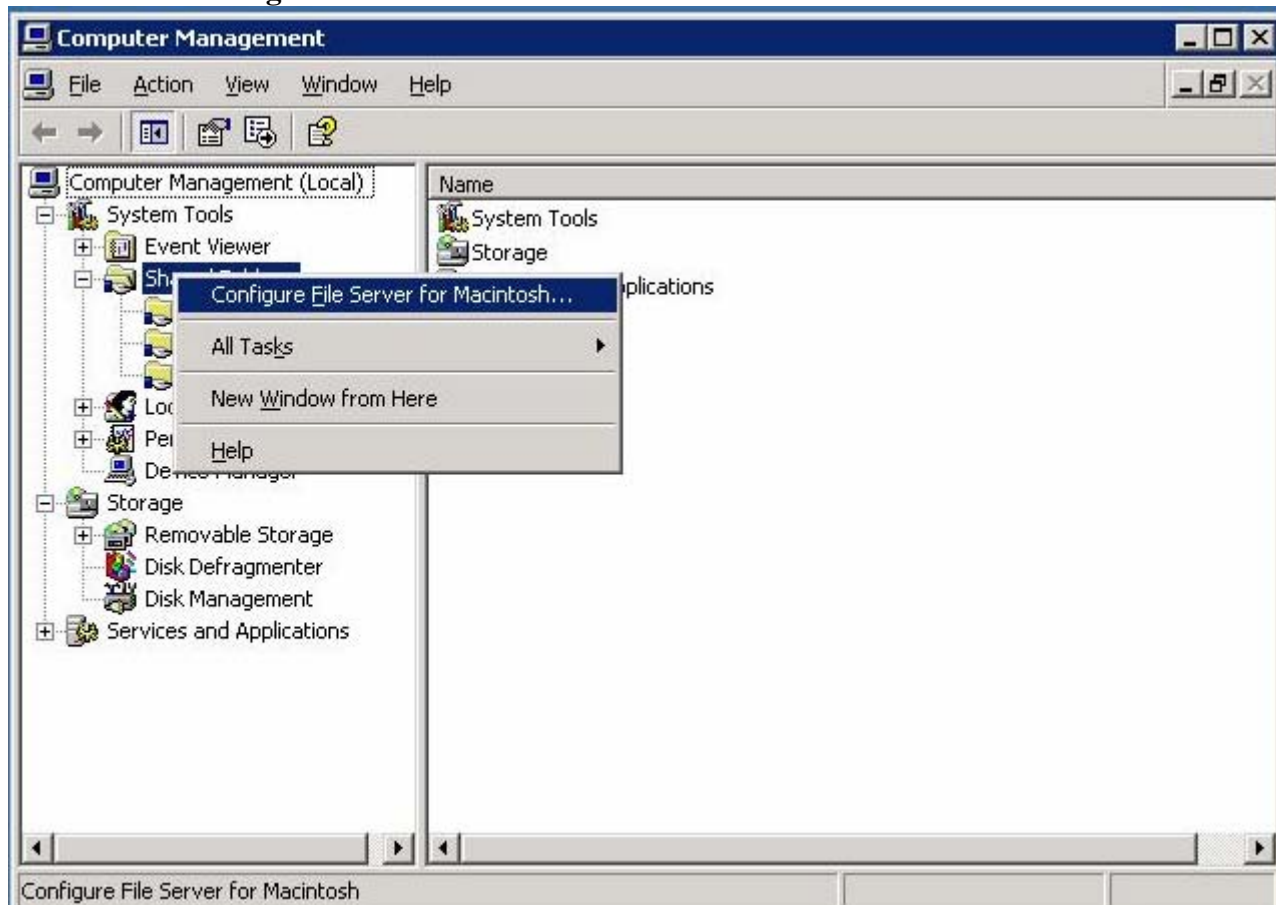 Computer Management
File Action View Window Help
Computer Management (Local)
System Tools
Event Viewer
Configure File Server for Macintosh...
All Tasks
New Window from Here
Help
Storage
Removable Storage
Disk Defragmenter
Disk Management
Services and Applications
Name
System Tools
Storage
Configure File Server for Macintosh